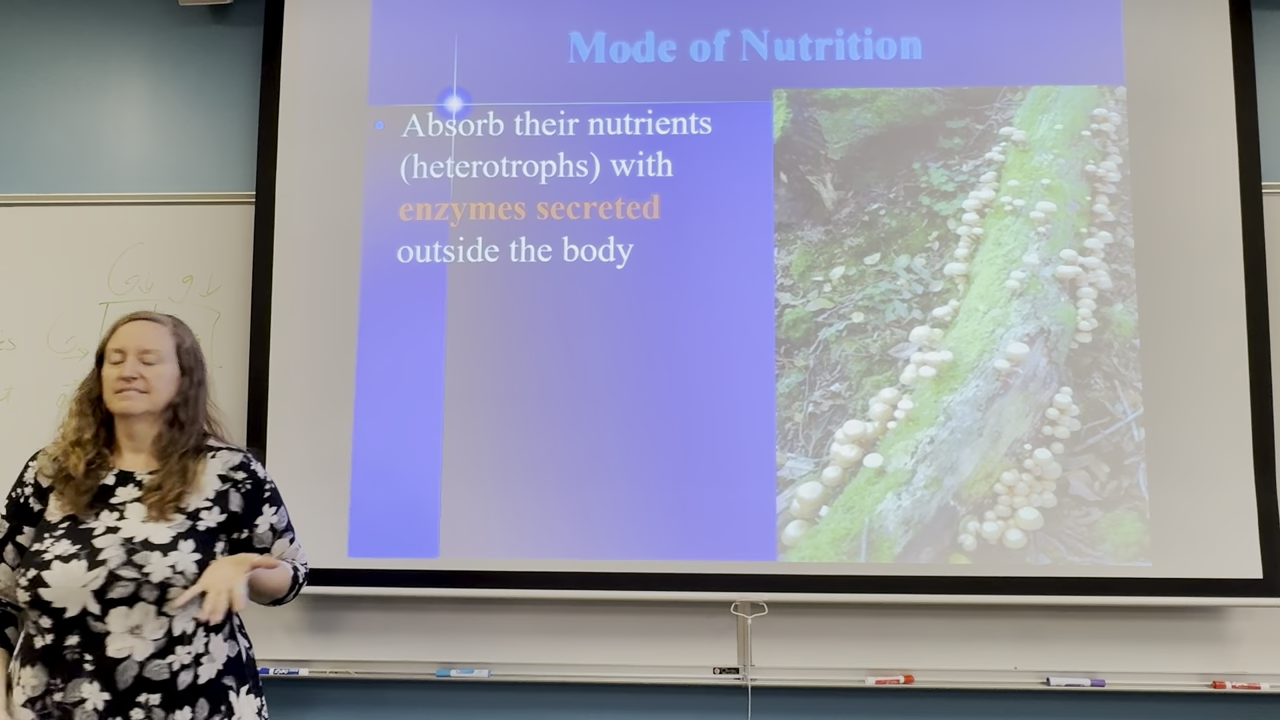 Mode of Nutrition
• Absorb their nutrients
(heterotrophs) with
enzymes secreted
outside the body